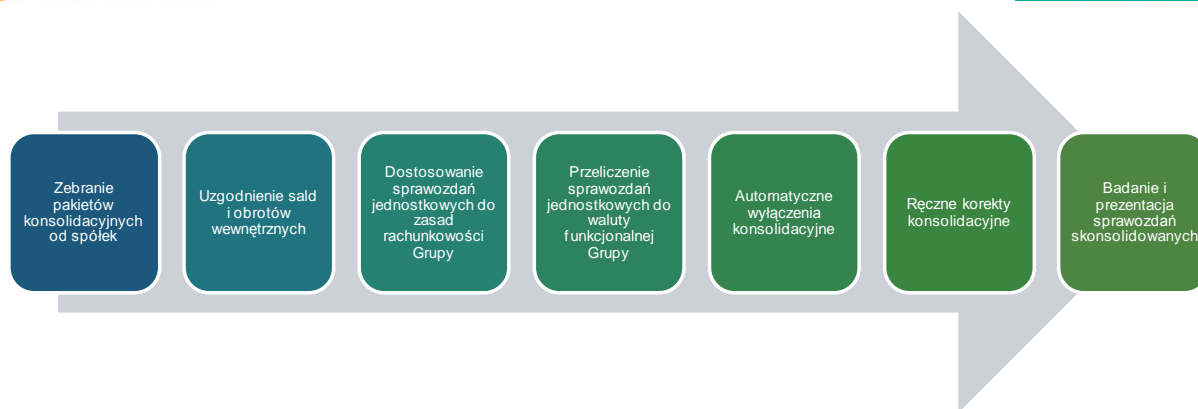 Zebranie
pakietów
konsolidacyjnych
od spółek
Uzgodnienie sald
i obrotów
wewnętrznych
Dostosowanie
sprawozdań
jednostkowych do
zasad
rachunkowości
Grupy
Przeliczenie
sprawozdań
jednostkowych do
waluty
funkcjonalnej
Grupy
Automatyczne
wyłączenia
konsolidacyjne
Ręczne korekty
konsolidacyjne
Badanie i
prezentacja
sprawozdań
skonsolidowanych